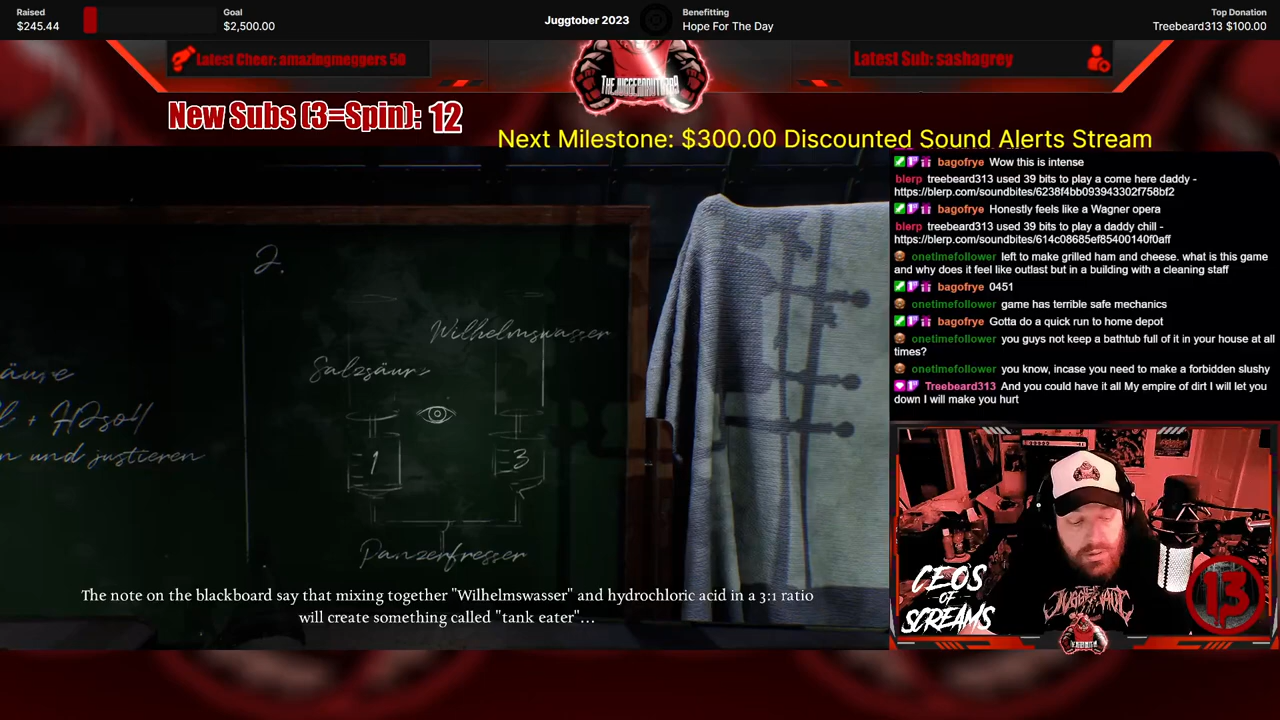 Raised
$245.44
Goal
$2,500.00
Juggtober 2023
Benefitting
Hope For The Day
Top Donation
Treebeard313 $100.00
Latest Cheer: amazingmeggers 50
THEJUGGERNAUT0789
Latest Sub: sashagrey
New Subs (3=Spin): 12
Next Milestone: $300.00 Discounted Sound Alerts Stream
bagofrye Wow this is intense
blerp treebeard313 used 39 bits to play a come here daddy -
https://blerp.com/soundbites/6238f4bb093943302f758bf2
bagofrye Honestly feels like a Wagner opera
blerp treebeard313 used 39 bits to play a daddy chill -
https://blerp.com/soundbites/614c08685ef85400140f0aff
onetimefollower left to make grilled ham and cheese. what is this game
and why does it feel like outlast but in a building with a cleaning staff
bagofrye 0451
onetimefollower game has terrible safe mechanics
bagofrye Gotta do a quick run to home depot
onetimefollower you guys not keep a bathtub full of it in your house at all
times?
onetimefollower you know, incase you need to make a forbidden slushy
Treebeard313 And you could have it all My empire of dirt I will let you
down I will make you hurt
2.
Wilhelmswasser
Salzsäure
äure
+ HDsoll
n und justieren
1
3
Panzerfresser
The note on the blackboard say that mixing together "Wilhelmswasser" and hydrochloric acid in a 3:1 ratio
will create something called "tank eater"...
CEO'S
OF
SCREAMS
JUGGERNAUT
13